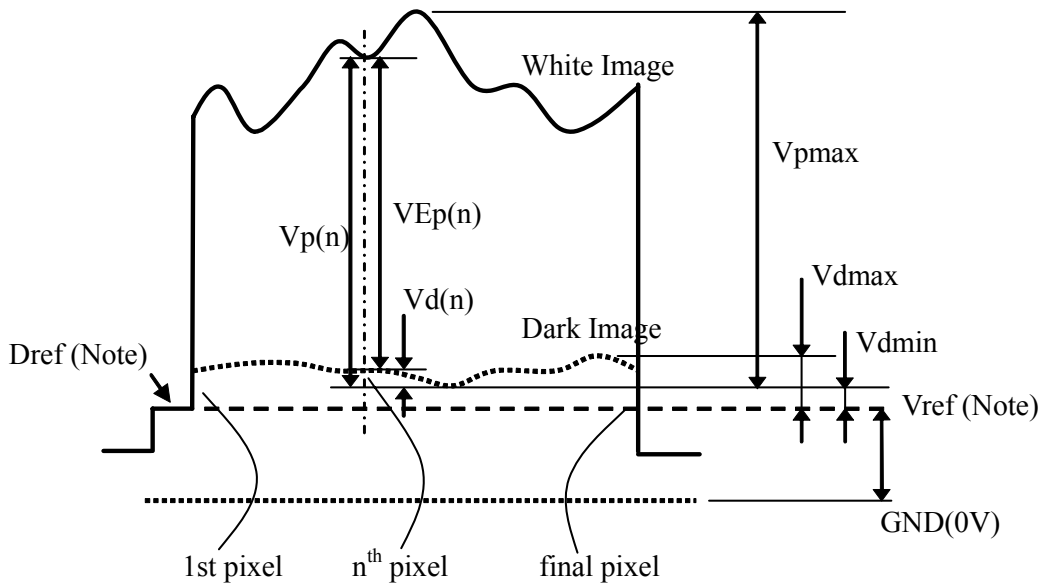 White Image
Vpmax
VEp(n)
Vp(n)
Vdmax
Vd(n)
Dark Image
Vdmin
Dref (Note)
Vref (Note)
GND(0V)
1st pixel
nth pixel
final pixel